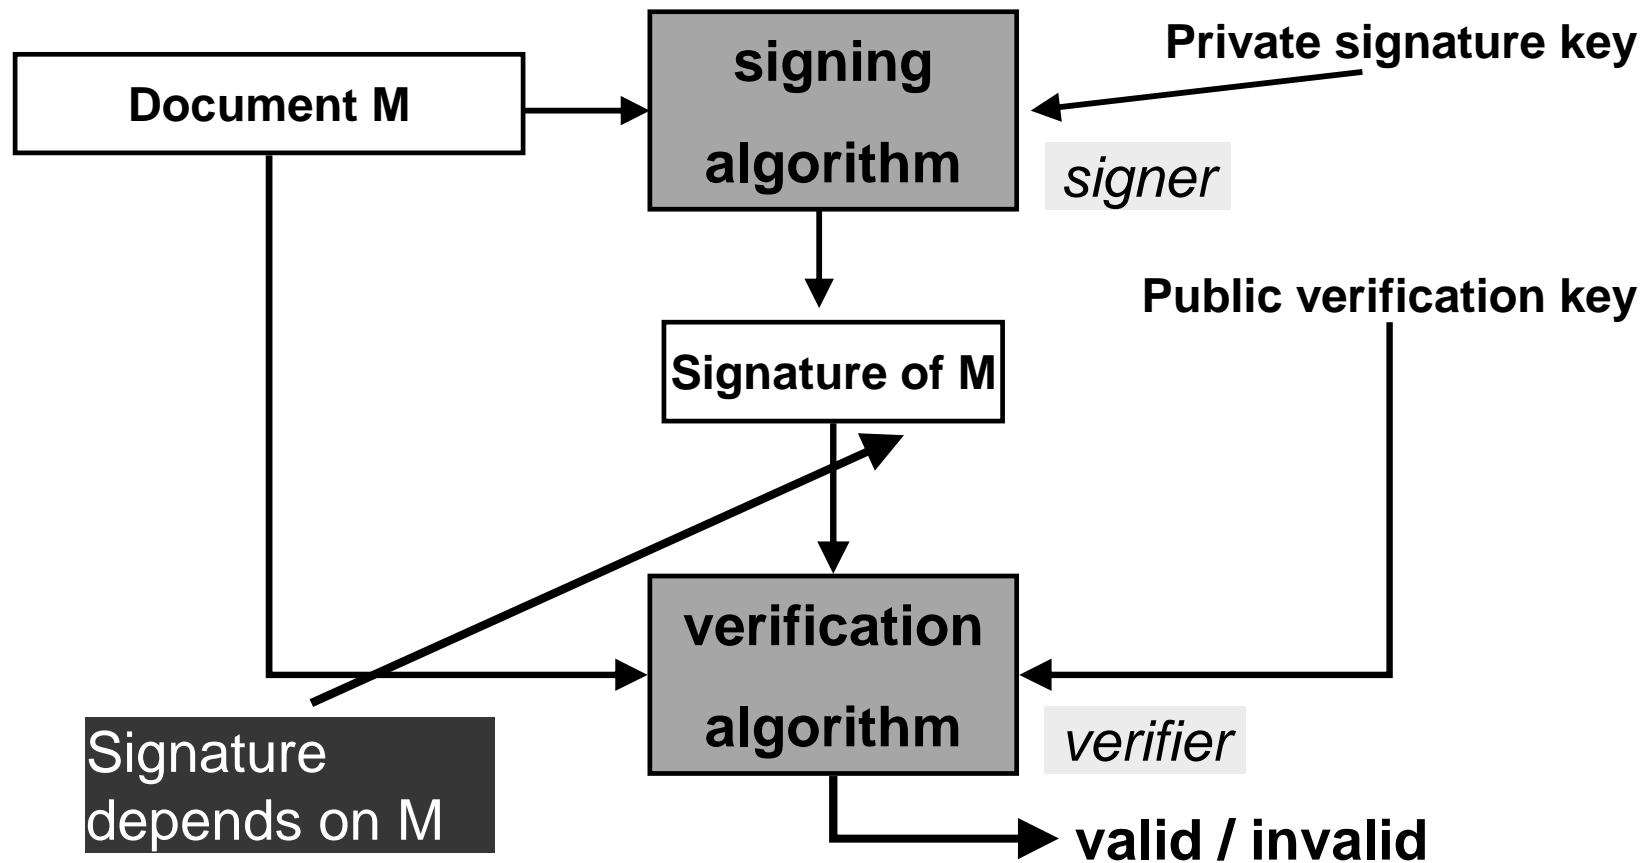 Document M
signing
algorithm
Private signature key
signer
Signature of M
Public verification key
verification
algorithm
verifier
Signature
depends on M
valid / invalid